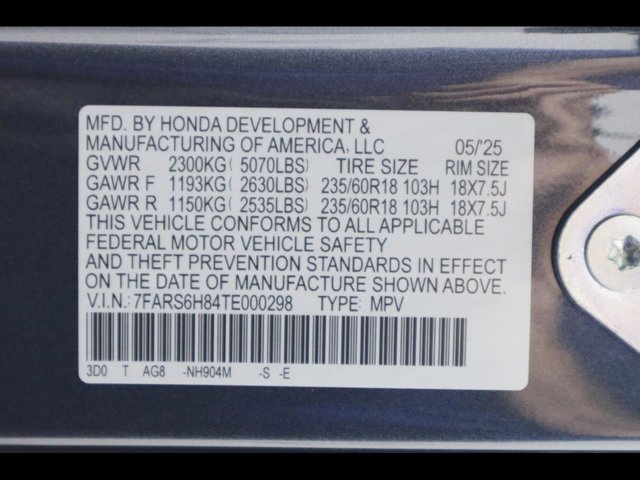 MFD. BY HONDA DEVELOPMENT &
MANUFACTURING OF AMERICA, LLC 05/'25
GVWR 2300KG( 5070LBS) TIRE SIZE RIM SIZE
GAWR F 1193KG( 2630LBS) 235/60R18 103H 18X7.5J
GAWR R 1150KG( 2535LBS) 235/60R18 103H 18X7.5J
THIS VEHICLE CONFORMS TO ALL APPLICABLE
FEDERAL MOTOR VEHICLE SAFETY
AND THEFT PREVENTION STANDARDS IN EFFECT
ON THE DATE OF MANUFACTURE SHOWN ABOVE.
V.I.N.:7FARS6H84TE000298 TYPE: MPV
3D0 T AG8 -NH904M -S -E